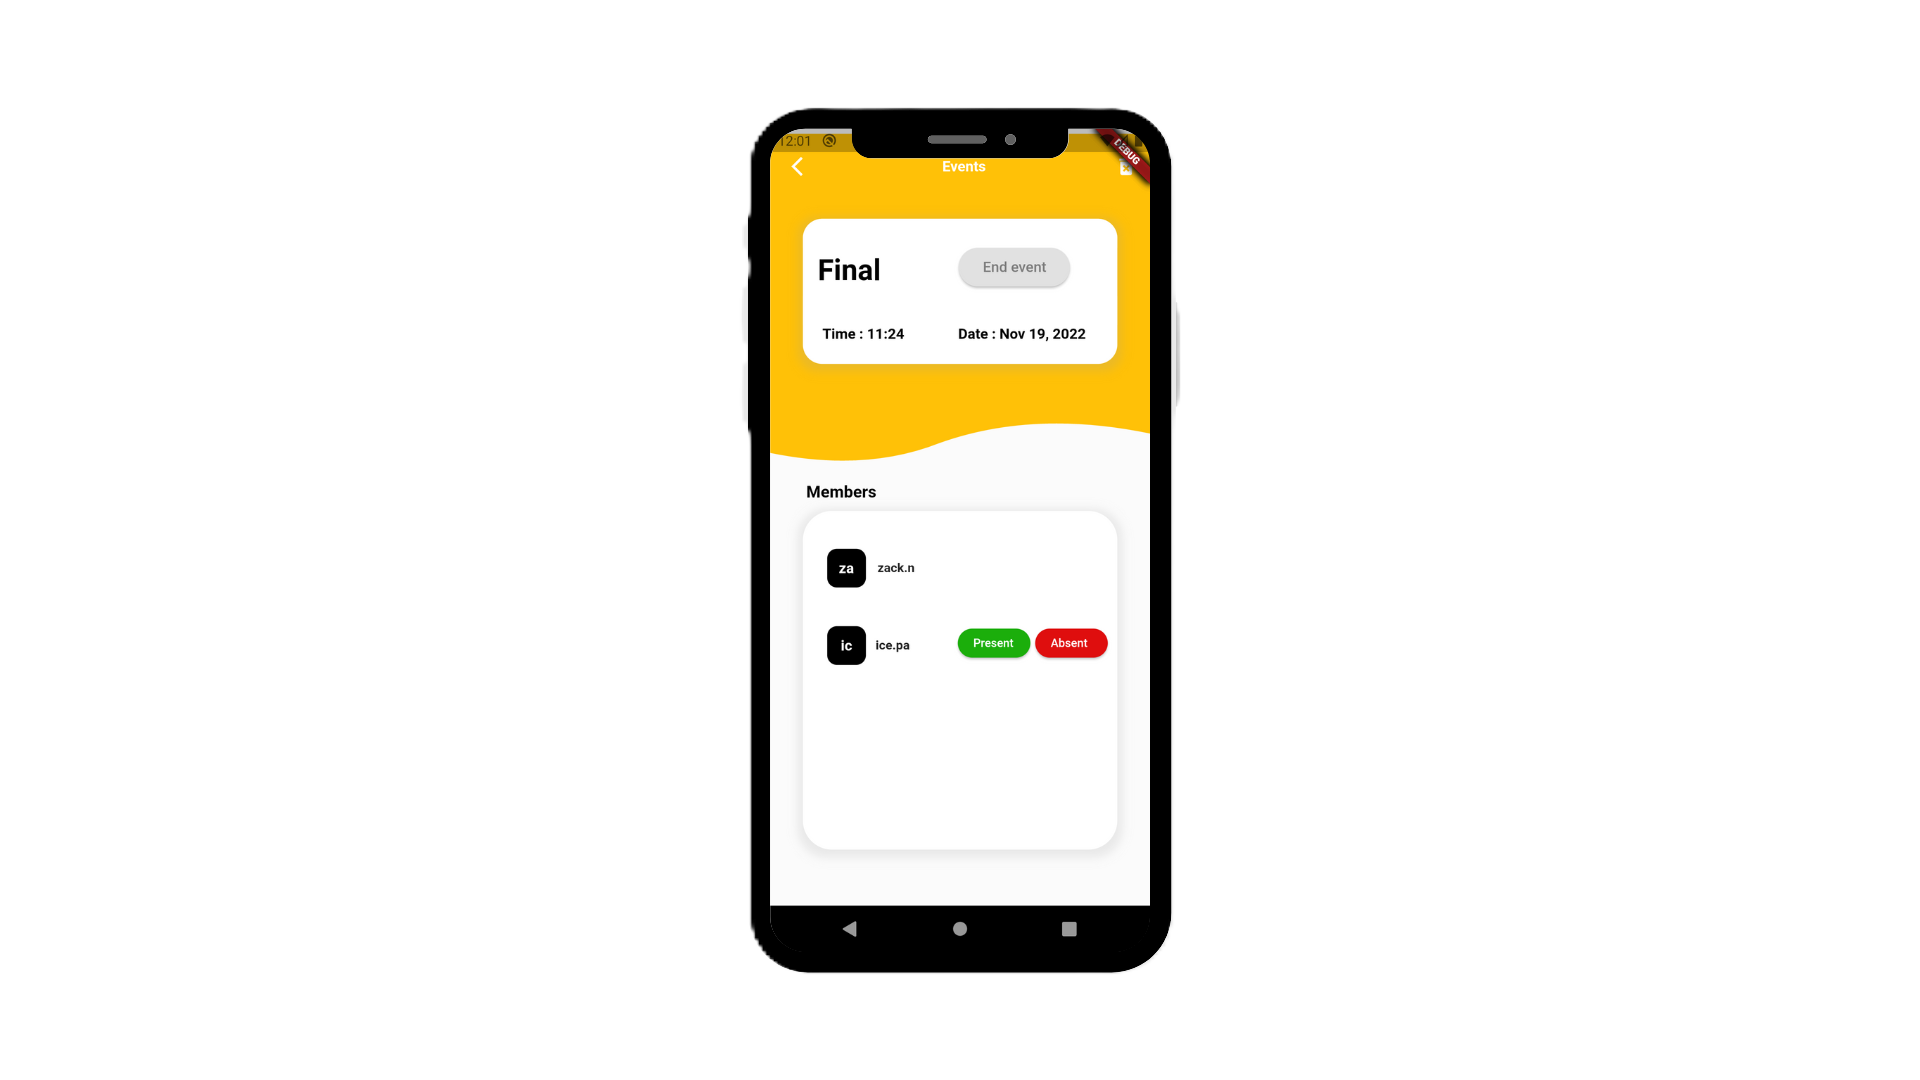 12:01
DEBUG
Events
Final
End event
Time : 11:24
Date : Nov 19, 2022
Members
za
zack.n
ic
ice.pa
Present
Absent